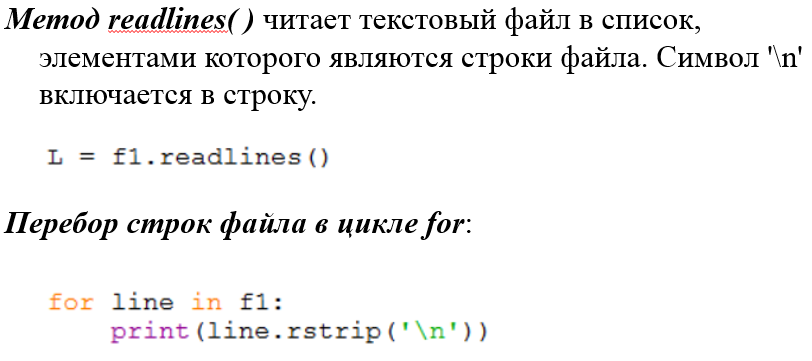 Метод readlines( ) читает текстовый файл в список,
элементами которого являются строки файла. Символ '\n'
включается в строку.
L = f1.readlines()
Перебор строк файла в цикле for:
for line in f1:
    print(line.rstrip('\n'))